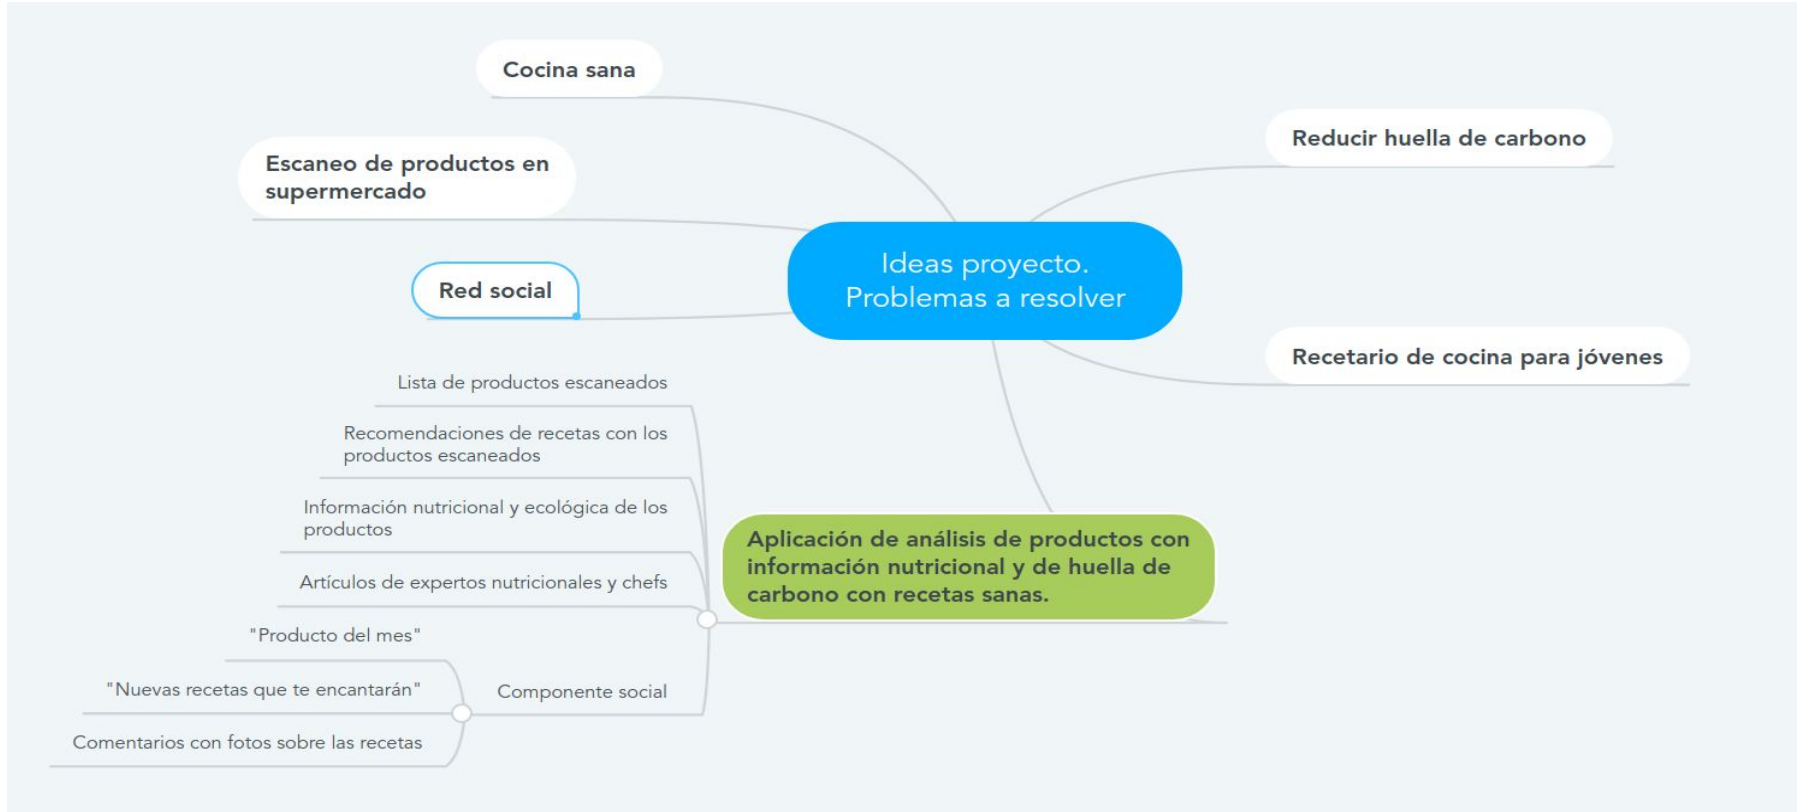 Cocina sana
Escaneo de productos en
supermercado
Red social
Ideas proyecto.
Problemas a resolver
Reducir huella de carbono
Recetario de cocina para jóvenes
Aplicación de análisis de productos con
información nutricional y de huella de
carbono con recetas sanas.
Lista de productos escaneados
Recomendaciones de recetas con los
productos escaneados
Información nutricional y ecológica de los
productos
Artículos de expertos nutricionales y chefs
Componente social
"Producto del mes"
"Nuevas recetas que te encantarán"
Comentarios con fotos sobre las recetas